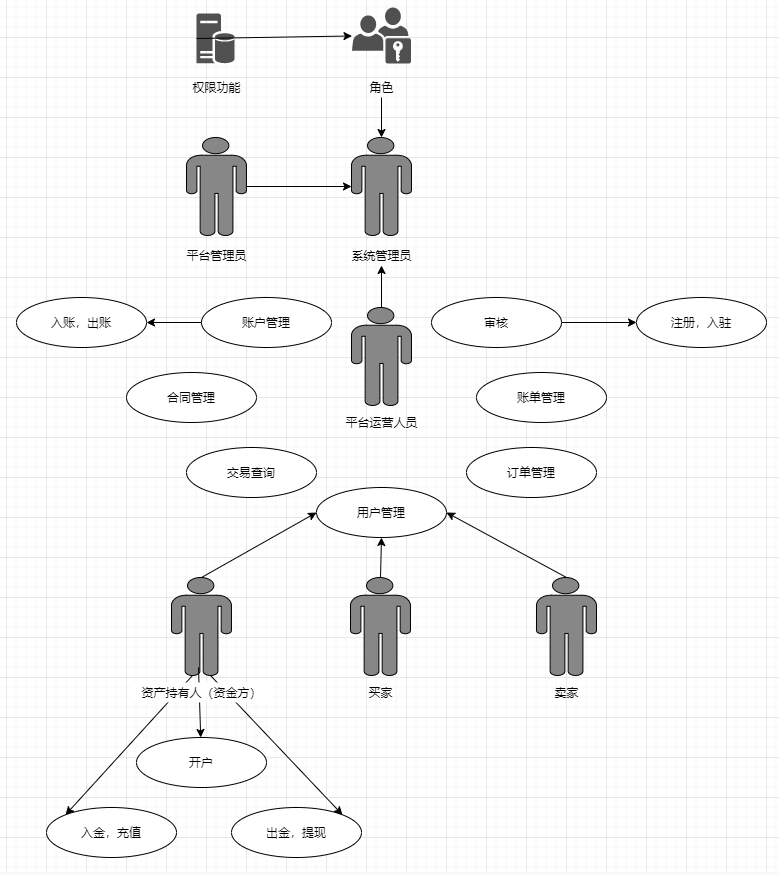 权限功能
角色
平台管理员
系统管理员
入账，出账
账户管理
审核
注册，入驻
合同管理
账单管理
平台运营人员
交易查询
订单管理
用户管理
资产持有人（资金方）
买家
卖家
开户
入金，充值
出金，提现